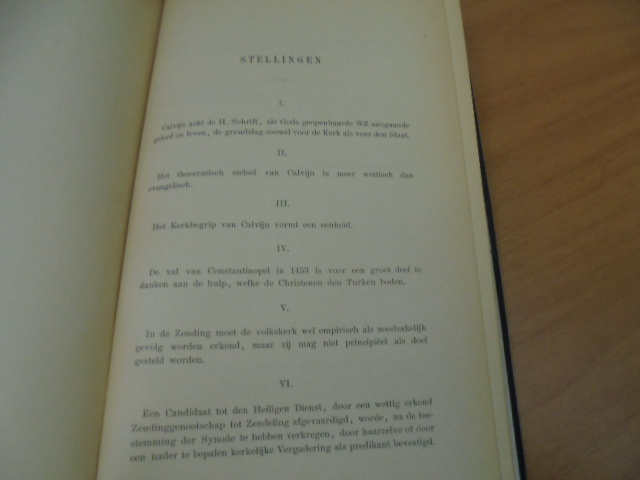 STELLINGEN
I.
Calvijn acht de H. Schrift, als Gods geopenbaarde Wil aangaande
geloof en leven, de grondslag zoowel voor de Kerk als voor den Staat.
II.
Het theocratisch stelsel van Calvijn is meer wettisch dan
evangelisch.
III.
Het Kerkbegrip van Calvijn vormt een eenheid.
IV.
De val van Constantinopel in 1453 is voor een groot deel te
danken aan de hulp, welke de Christenen den Turken boden.
V.
In de Zending moet de volkskerk wel empirisch als noodzakelijk
gevolg worden erkend, maar zij mag niet principiëel als doel
gesteld worden.
VI.
Een Candidaat tot den Heiligen Dienst, door een wettig erkend
Zendinggenootschap tot Zendeling afgevaardigd, worde, na de toe-
stemming der Synode te hebben verkregen, door haarzelve of door
een nader te bepalen kerkelijke Vergadering als predikant bevestigd.